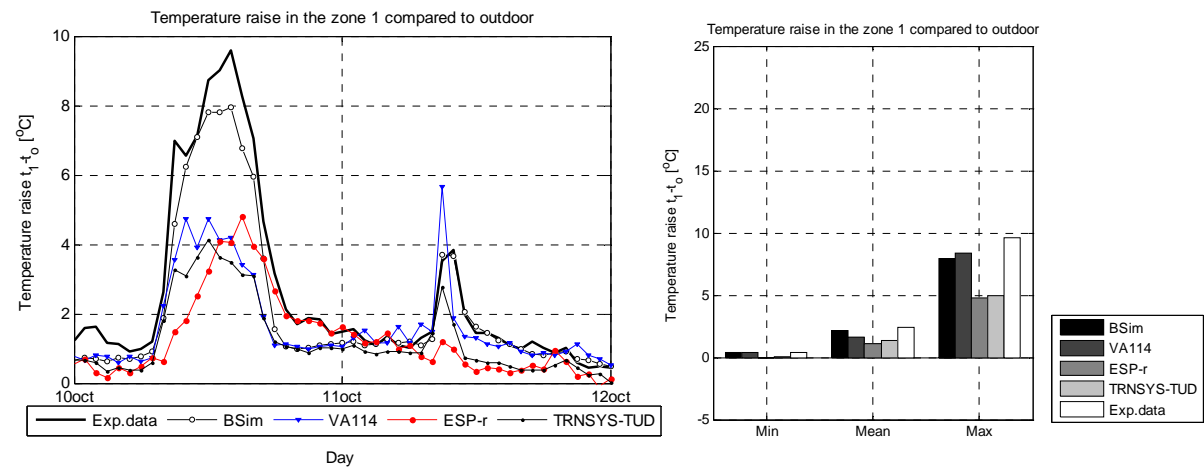 Temperature raise in the zone 1 compared to outdoor
10
8
6
4
2
0
Temperature raise t1-to [oC]
10oct 11oct 12oct
Exp.data BSim VA114 ESP-r TRNSYS-TUD
Day
Temperature raise in the zone 1 compared to outdoor
25
20
15
10
5
0
-5
Temperature raise t1-to [oC]
Min Mean Max
BSim
VA114
ESP-r
TRNSYS-TUD
Exp.data